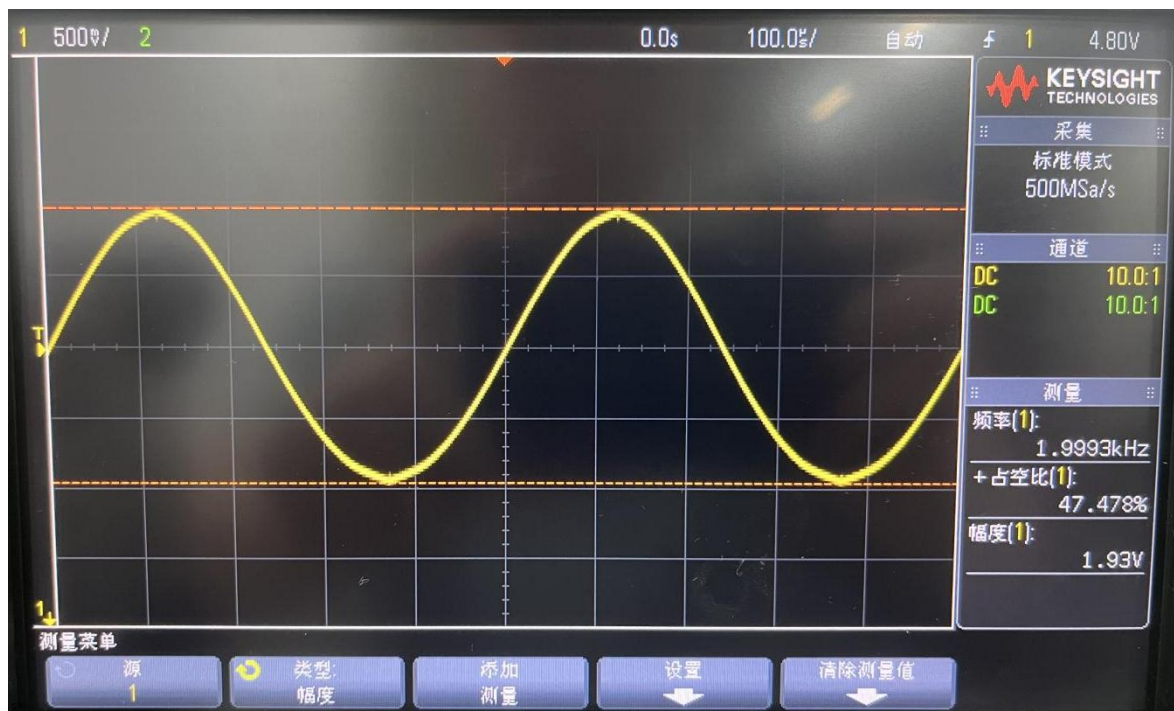 1 500mV/ 2 0.0s 100.0us/ 自动 1 4.80V
KEYSIGHT
TECHNOLOGIES
采集
标准模式
500MSa/s
通道
DC 10.0:1
DC 10.0:1
测量
频率(1):
1.9993kHz
+占空比(1):
47.478%
幅度(1):
1.93V
T
1
测量菜单
源
1
类型:
幅度
添加
测量
设置
清除测量值